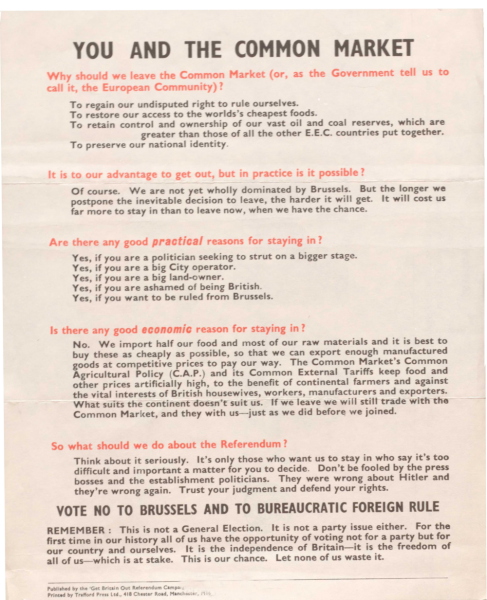 YOU AND THE COMMON MARKET
Why should we leave the Common Market (or, as the Government tell us to
call it, the European Community)?
To regain our undisputed right to rule ourselves.
To restore our access to the world's cheapest foods.
To retain control and ownership of our vast oil and coal reserves, which are
greater than those of all the other E.E.C. countries put together.
To preserve our national identity.
It is to our advantage to get out, but in practice is it possible?
Of course. We are not yet wholly dominated by Brussels. But the longer we
postpone the inevitable decision to leave, the harder it will get. It will cost us
far more to stay in than to leave now, when we have the chance.
Are there any good practical reasons for staying in?
Yes, if you are a politician seeking to strut on a bigger stage.
Yes, if you are a big City operator.
Yes, if you are a big land-owner.
Yes, if you are ashamed of being British.
Yes, if you want to be ruled from Brussels.
Is there any good economic reason for staying in?
No. We import half our food and most of our raw materials and it is best to
buy these as cheaply as possible, so that we can export enough manufactured
goods at competitive prices to pay our way. The Common Market's Common
Agricultural Policy (C.A.P.) and its Common External Tariffs keep food and
other prices artificially high, to the benefit of continental farmers and against
the vital interests of British housewives, workers, manufacturers and exporters.
What suits the continent doesn't suit us. If we leave we will still trade with the
Common Market, and they with us—just as we did before we joined.
So what should we do about the Referendum?
Think about it seriously. It's only those who want us to stay in who say it's too
difficult and important a matter for you to decide. Don't be fooled by the press
bosses and the establishment politicians. They were wrong about Hitler and
they're wrong again. Trust your judgment and defend your rights.
VOTE NO TO BRUSSELS AND TO BUREAUCRATIC FOREIGN RULE
REMEMBER : This is not a General Election. It is not a party issue either. For the
first time in our history all of us have the opportunity of voting not for a party but for
our country and ourselves. It is the independence of Britain—it is the freedom of
all of us—which is at stake. This is our chance. Let none of us waste it.
Published by the 'Get Britain Out Referendum Campaign
Printed by Trafford Press Ltd., 418 Chester Road, Manchester,